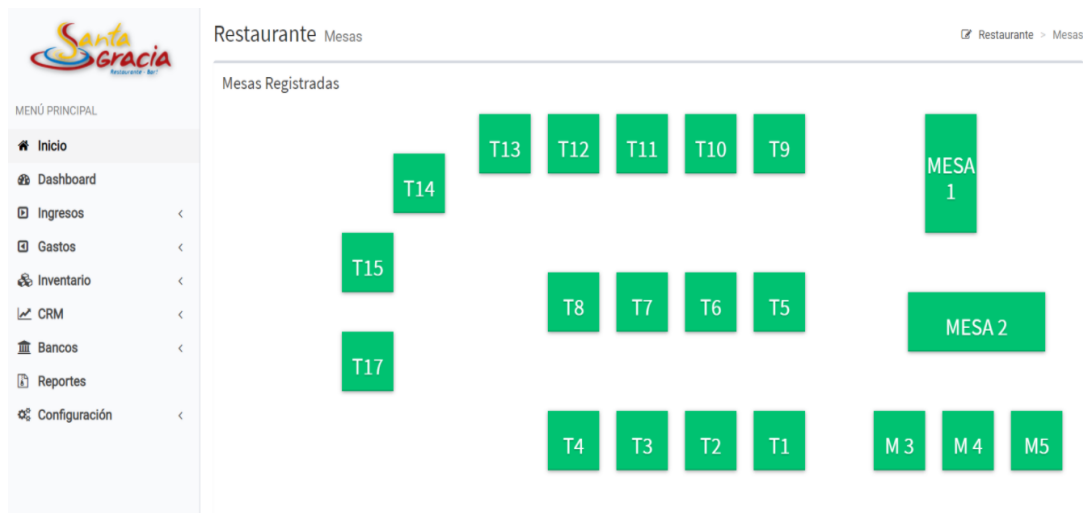 Santa
Gracia
Restaurante - Bar!
MENÚ PRINCIPAL
Inicio
Dashboard
Ingresos
Gastos
Inventario
CRM
Bancos
Reportes
Configuración
Restaurante Mesas
Restaurante > Mesas
Mesas Registradas
T13 T12 T11 T10 T9
MESA
1
T14
T15
T8 T7 T6 T5
MESA 2
T17
T4 T3 T2 T1 M 3 M 4 M5